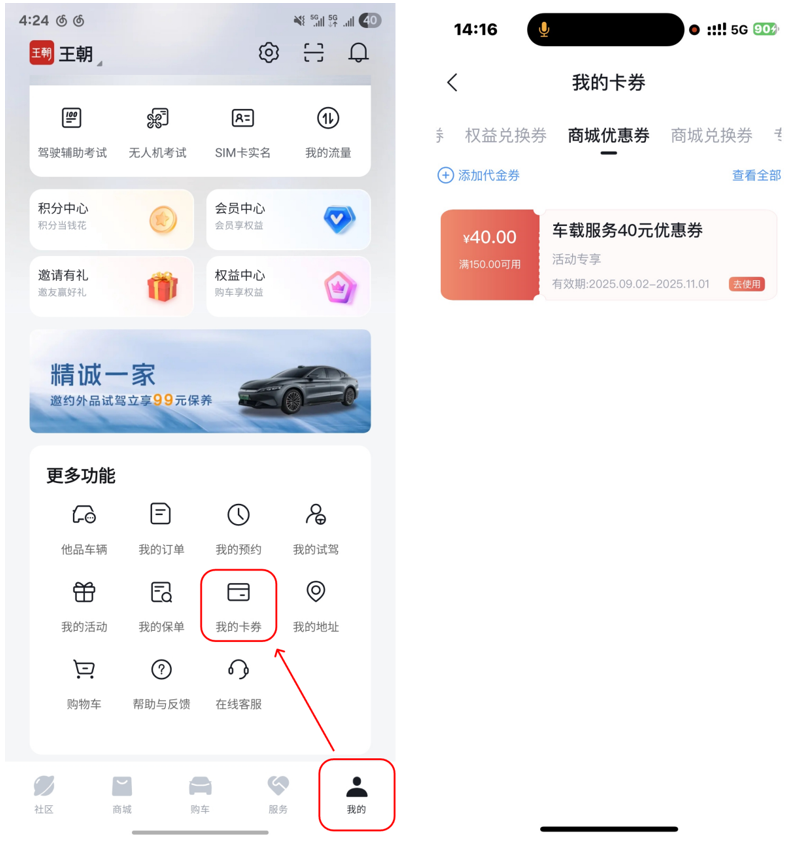 4:24
5G
5G
40
王朝
王朝
驾驶辅助考试
无人机考试
SIM卡实名
我的流量
积分中心
积分当钱花
会员中心
会员享权益
邀请有礼
邀友赢好礼
权益中心
购车享权益
精诚一家
邀约外品试驾立享99元保养
更多功能
他品车辆
我的订单
我的预约
我的试驾
我的活动
我的保单
我的卡券
我的地址
购物车
帮助与反馈
在线客服
社区
商城
购车
服务
我的
14:16
5G
90
我的卡券
权益兑换券
商城优惠券
商城兑换券
添加代金券
查看全部
¥40.00
满150.00可用
车载服务40元优惠券
活动专享
有效期:2025.09.02-2025.11.01
去使用